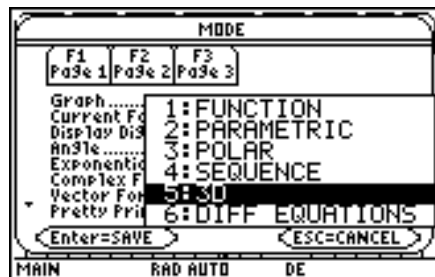 MODE
F1 F2 F3
Page 1 Page 2 Page 3
Graph......
Current Fo
Display Dig
Angle......
Exponentic
Complex F
Vector For
Pretty Prin
1:FUNCTION
2:PARAMETRIC
3:POLAR
4:SEQUENCE
5:3D
6:DIFF EQUATIONS
Enter=SAVE ESC=CANCEL
MAIN RAD AUTO DE